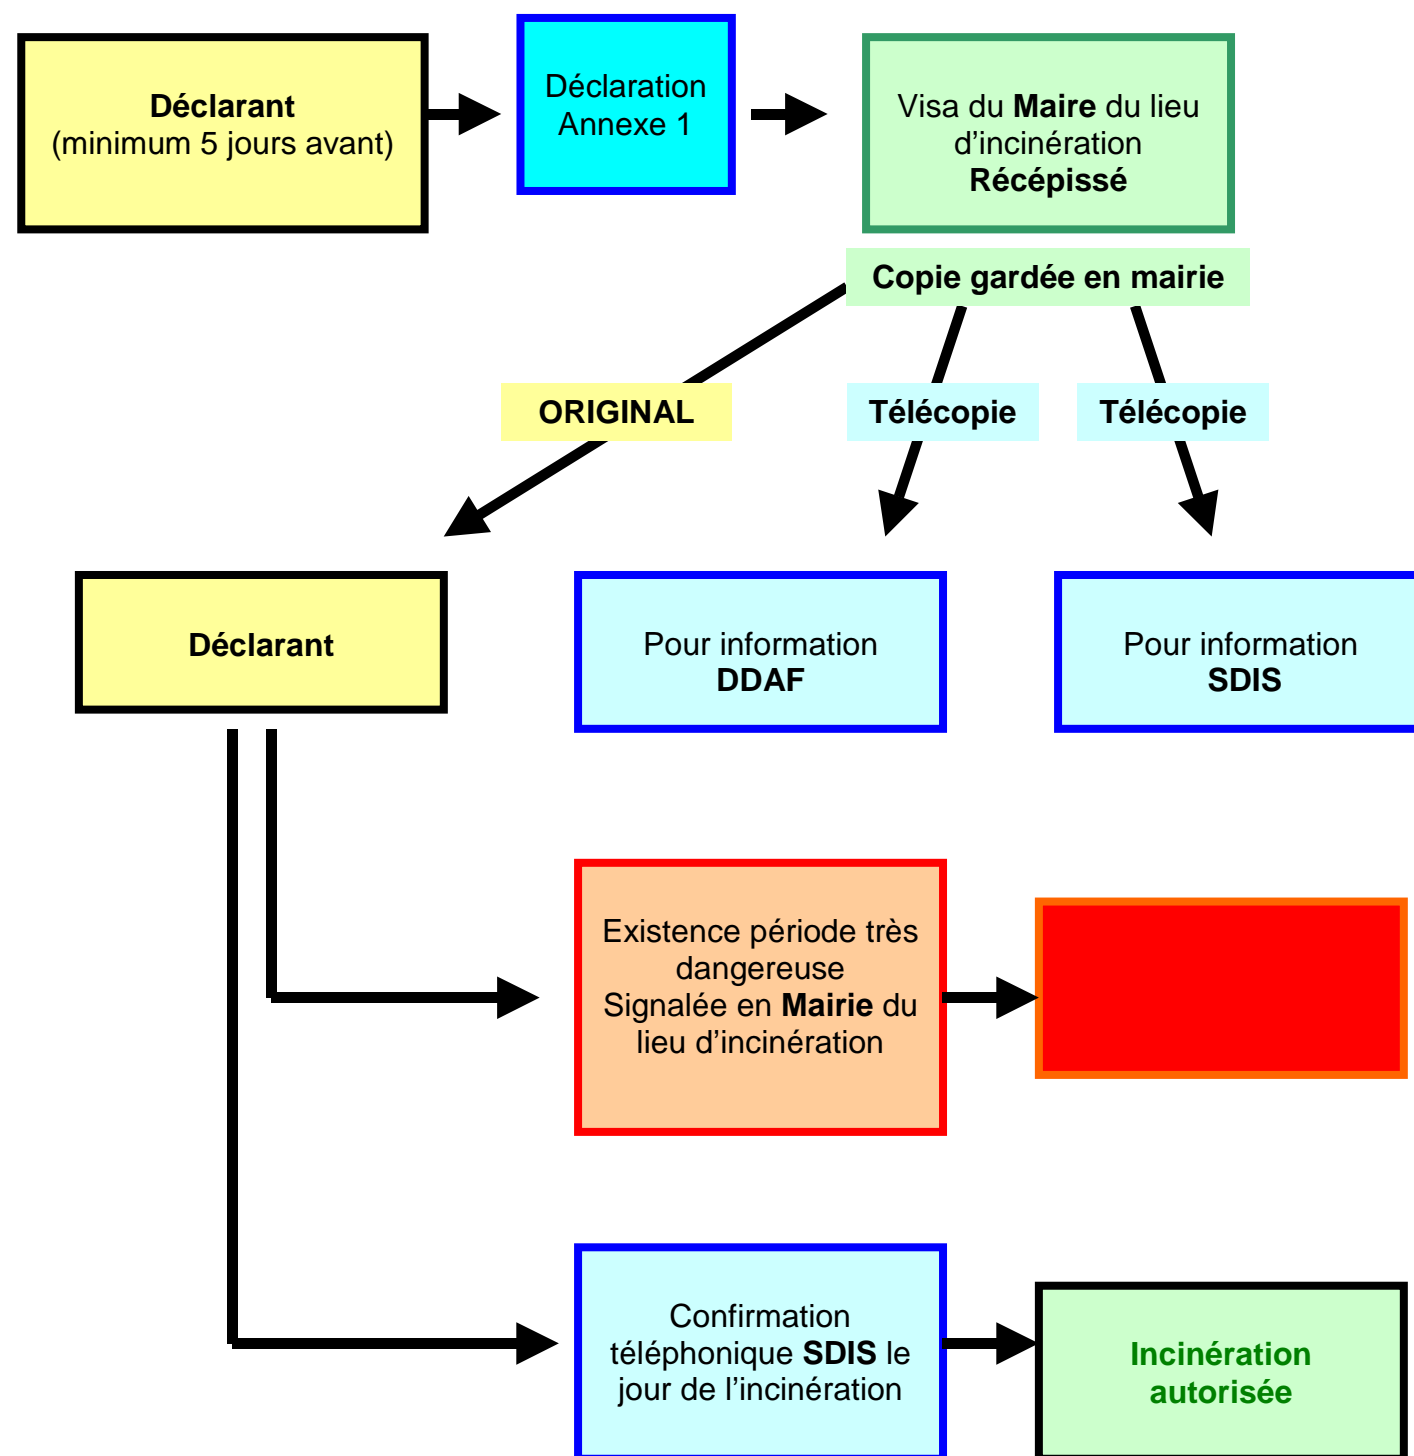 Déclarant
(minimum 5 jours avant)
Déclaration
Annexe 1
Visa du Maire du lieu
d’incinération
Récépissé
Copie gardée en mairie
ORIGINAL
Télécopie
Télécopie
Déclarant
Pour information
DDAF
Pour information
SDIS
Existence période très
dangereuse
Signalée en Mairie du
lieu d’incinération
Confirmation
téléphonique SDIS le
jour de l’incinération
Incinération
autorisée